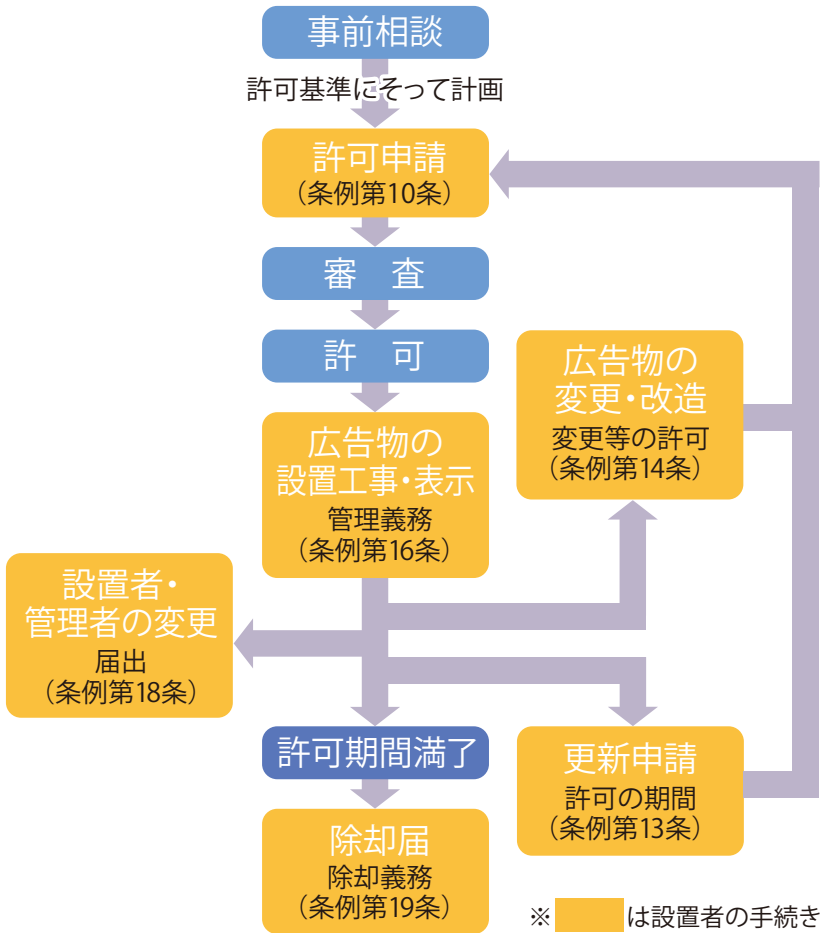 事前相談
許可基準にそって計画
許可申請
（条例第10条）
審　査
許　可
広告物の
設置工事・表示
管理義務
（条例第16条）
広告物の
変更・改造
変更等の許可
（条例第14条）
設置者・
管理者の変更
届出
（条例第18条）
許可期間満了
更新申請
許可の期間
（条例第13条）
除却届
除却義務
（条例第19条）
※　　は設置者の手続き